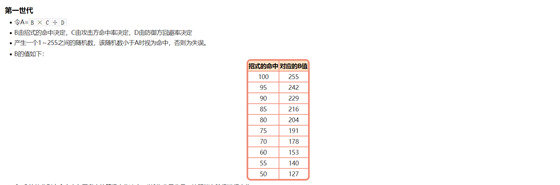 第一世代
令A= B × C ÷ D
B由招式的命中决定，C由攻击方命中率决定，D由防御方回避率决定
产生一个1~255之间的随机数，该随机数小于A时视为命中，否则为失误。
B的值如下：
招式的命中 对应的B值
100 255
95 242
90 229
85 216
80 204
75 191
70 178
60 153
55 140
50 127